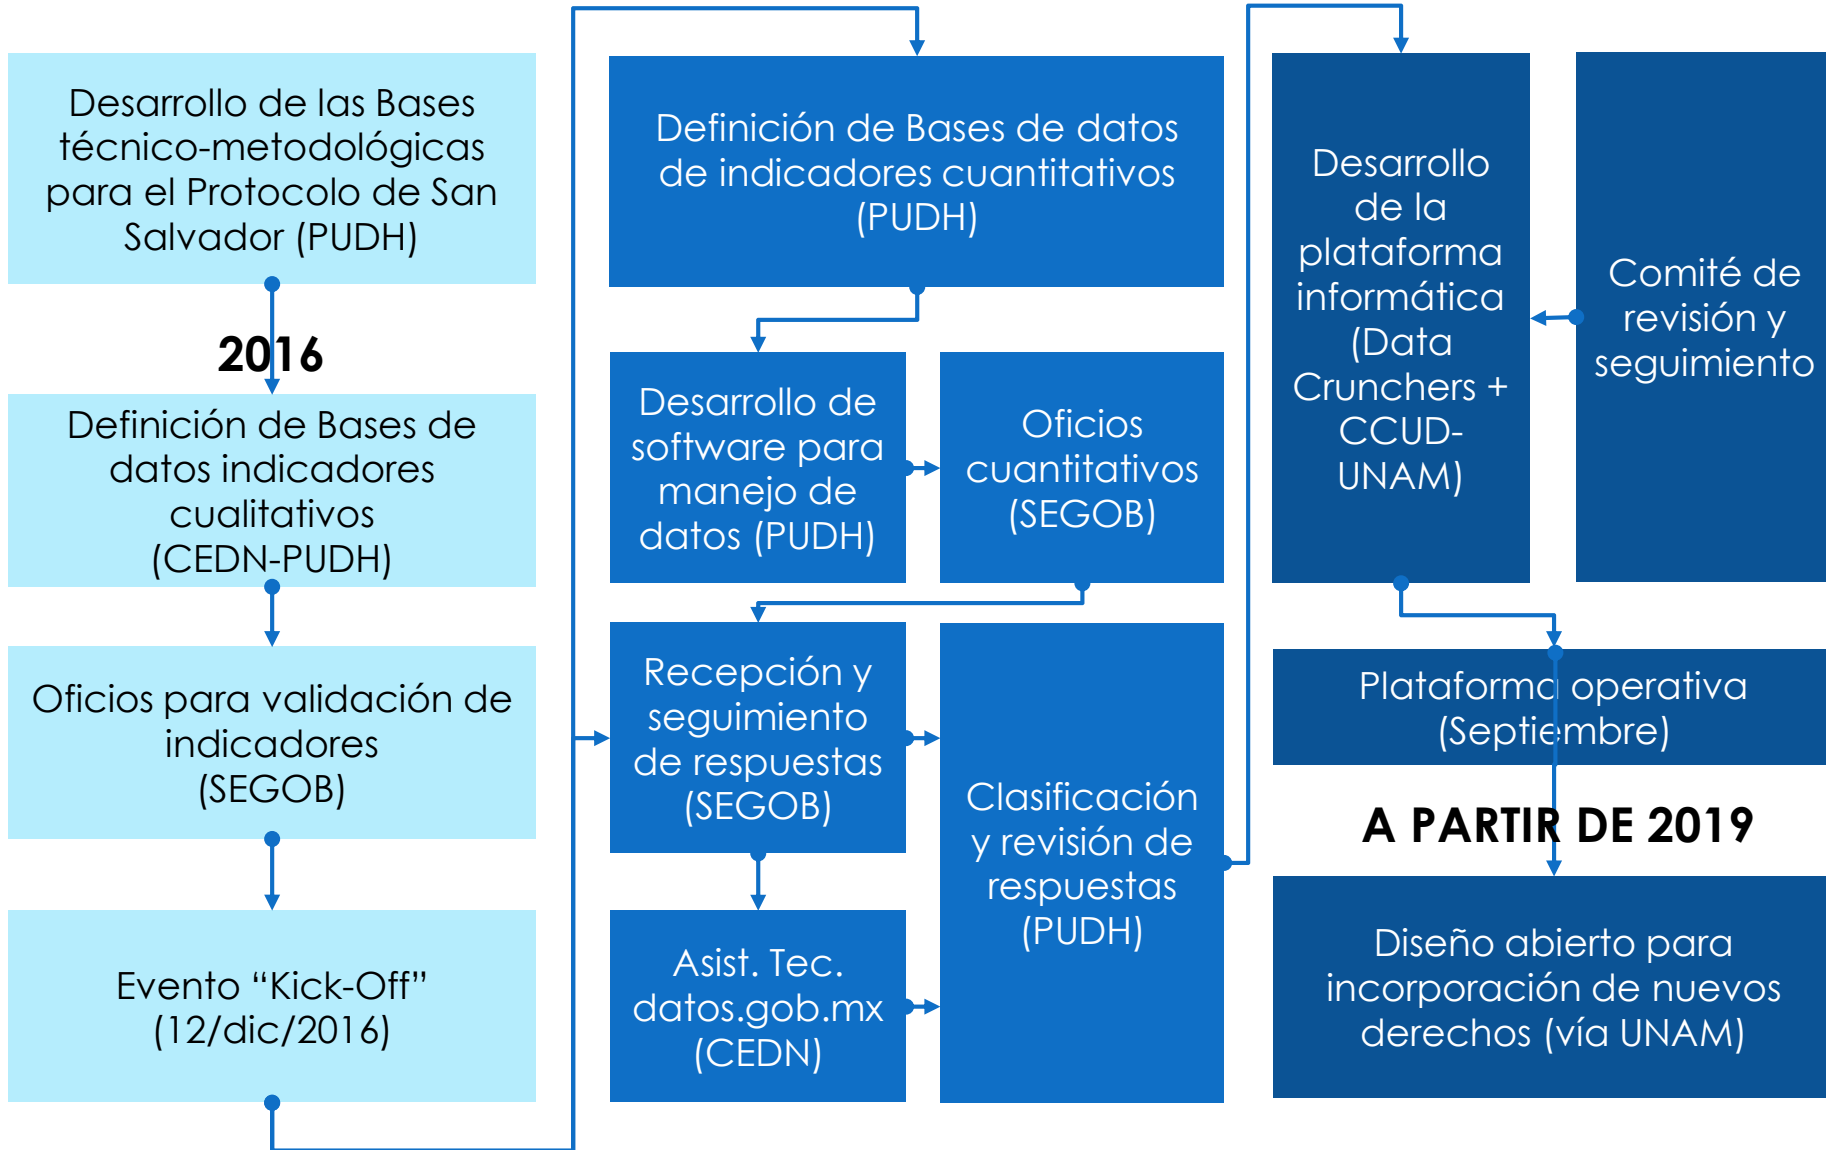 Desarrollo de las Bases
técnico-metodológicas
para el Protocolo de San
Salvador (PUDH)
2016
Definición de Bases de
datos indicadores
cualitativos
(CEDN-PUDH)
Oficios para validación de
indicadores
(SEGOB)
Evento “Kick-Off”
(12/dic/2016)
Definición de Bases de datos
de indicadores cuantitativos
(PUDH)
Desarrollo de
software para
manejo de
datos (PUDH)
Oficios
cuantitativos
(SEGOB)
Recepción y
seguimiento
de respuestas
(SEGOB)
Asist. Tec.
datos.gob.mx
(CEDN)
Clasificación
y revisión de
respuestas
(PUDH)
Desarrollo
de la
plataforma
informática
(Data
Crunchers +
CCUD-
UNAM)
Comité de
revisión y
seguimiento
Plataforma operativa
(Septiembre)
A PARTIR DE 2019
Diseño abierto para
incorporación de nuevos
derechos (vía UNAM)